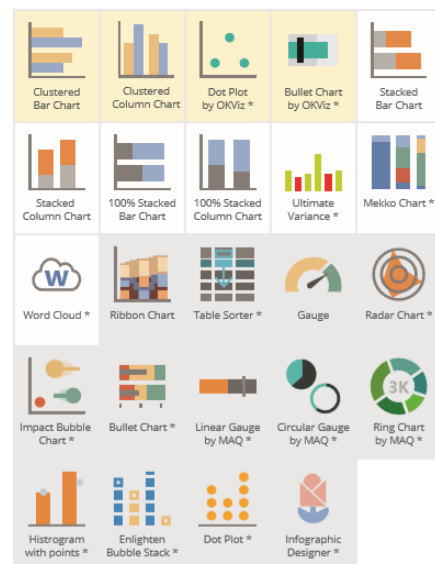 Clustered
Bar Chart
Clustered
Column Chart
Dot Plot
by OKViz *
Bullet Chart
by OKViz *
Stacked
Bar Chart
Stacked
Column Chart
100% Stacked
Bar Chart
100% Stacked
Column Chart
Ultimate
Variance *
Mekko Chart *
W
Word Cloud *
Ribbon Chart
Table Sorter *
Gauge
Radar Chart *
Impact Bubble
Chart *
Bullet Chart *
Linear Gauge
by MAQ *
Circular Gauge
by MAQ *
3K
Ring Chart
by MAQ *
Histrogram
with points *
Enlighten
Bubble Stack *
Dot Plot *
Infographic
Designer *